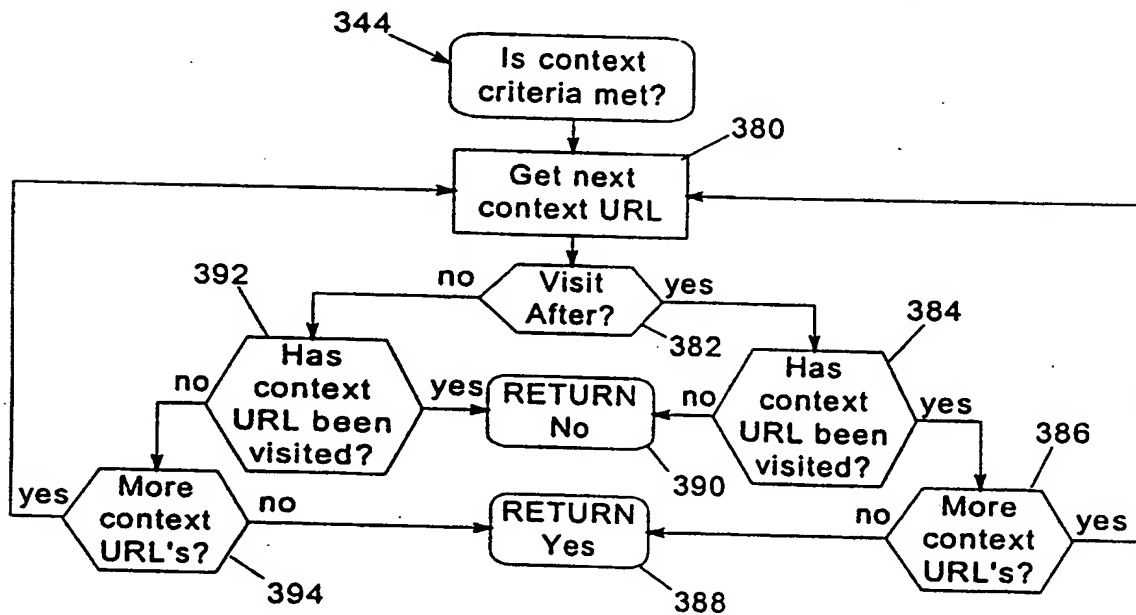 344
Is context
criteria met?
380
Get next
context URL
392
no
Visit
After?
yes
382
384
no
Has
context
URL been
visited?
yes
RETURN
No
390
no
Has
context
URL been
visited?
yes
386
yes
More
context
URL's?
no
394
RETURN
Yes
388
no
More
context
URL's?
yes